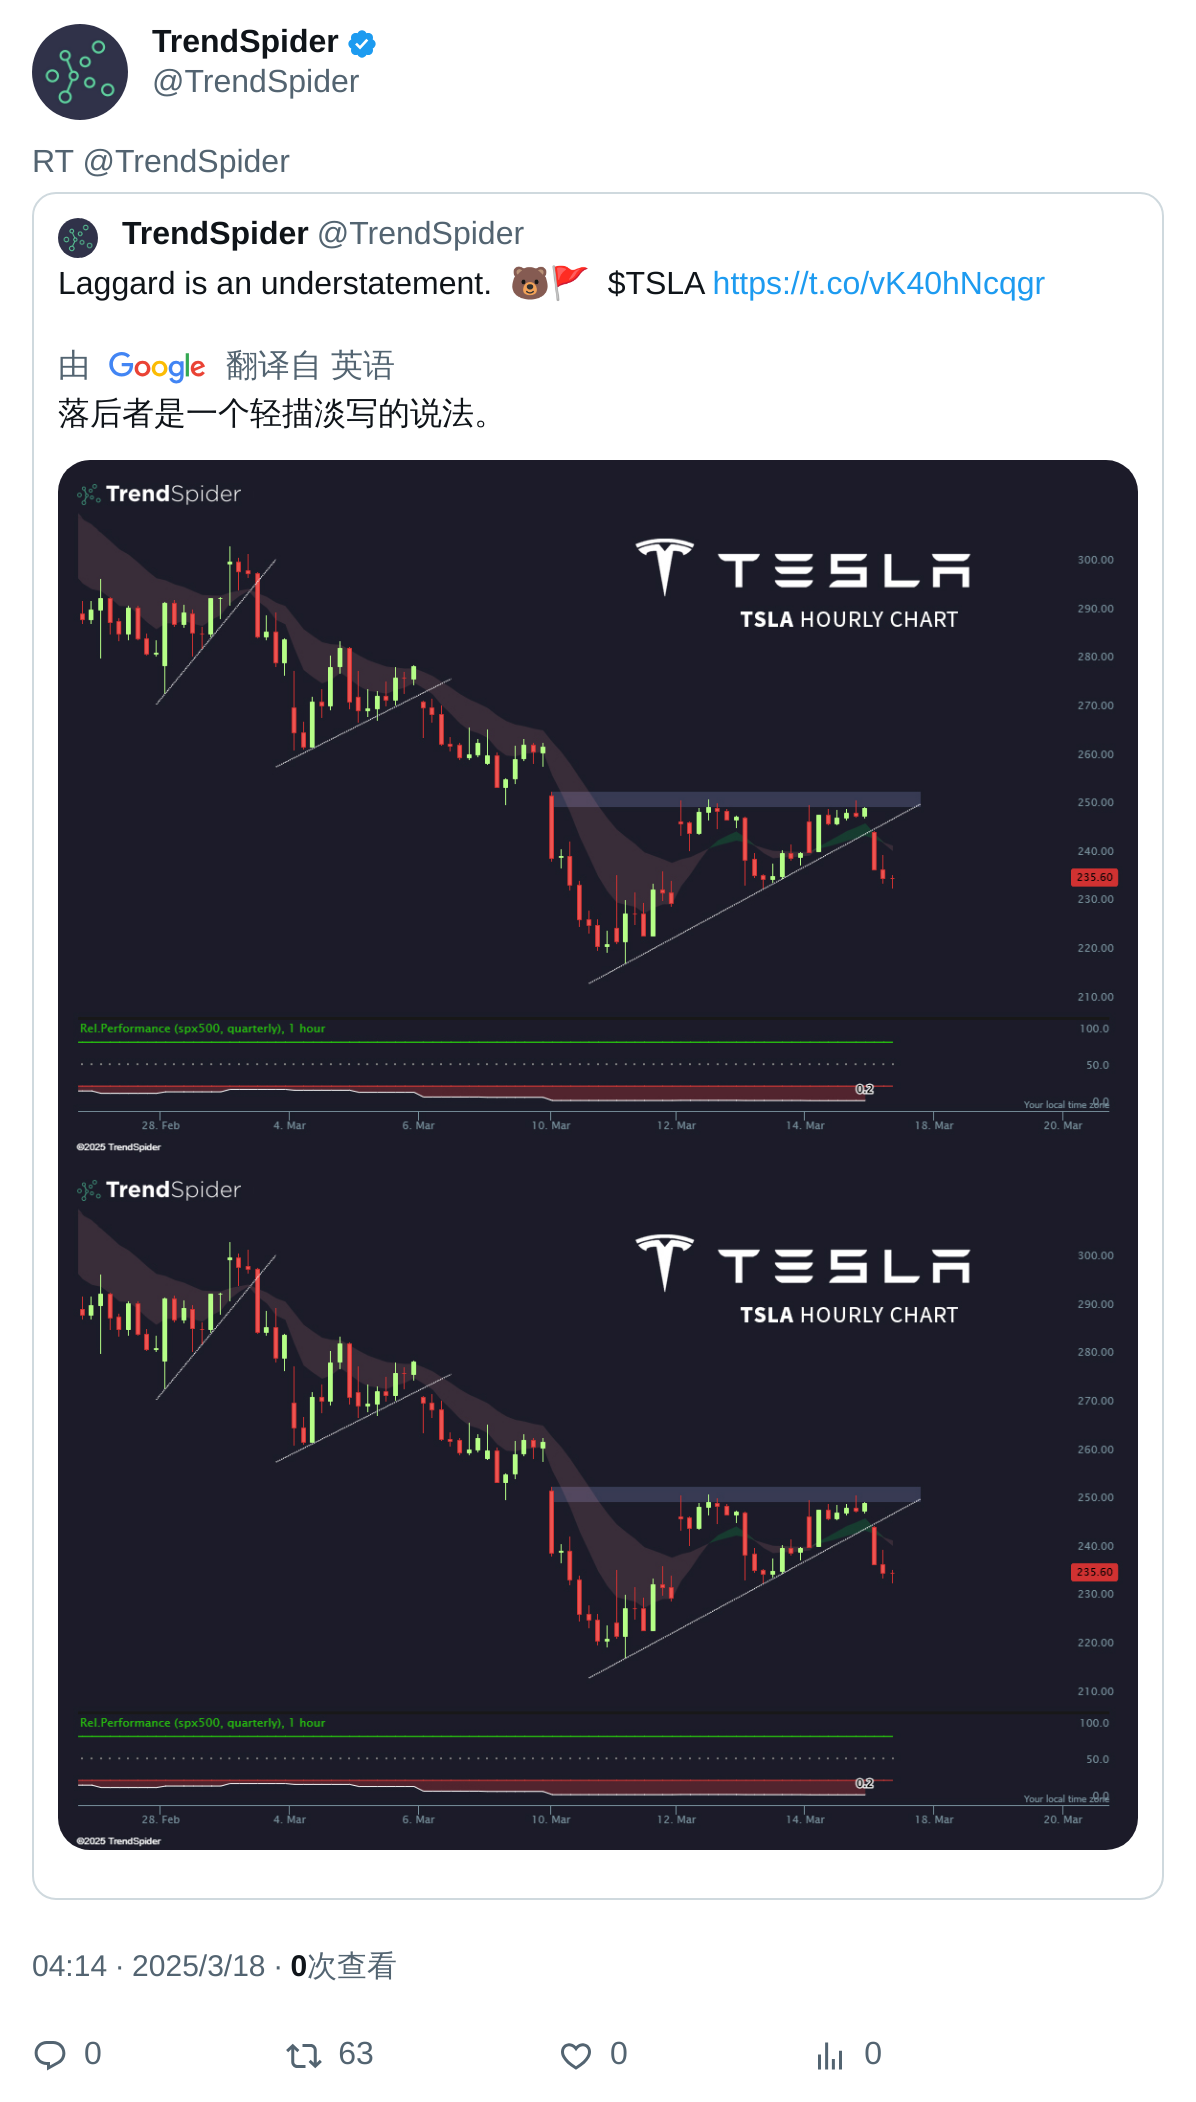 TrendSpider
@TrendSpider
RT @TrendSpider
TrendSpider @TrendSpider
Laggard is an understatement. 🐻🚩 $TSLA https://t.co/vK40hNcqgr
由 Google 翻译自 英语
落后者是一个轻描淡写的说法。
TrendSpider
TESLA
TSLA HOURLY CHART
300.00
290.00
280.00
270.00
260.00
250.00
240.00
235.60
230.00
220.00
210.00
Rel.Performance (spx500, quarterly), 1 hour
100.0
50.0
0.2
0.0
Your local time zone
28. Feb 4. Mar 6. Mar 10. Mar 12. Mar 14. Mar 18. Mar 20. Mar
©2025 TrendSpider
TrendSpider
TESLA
TSLA HOURLY CHART
300.00
290.00
280.00
270.00
260.00
250.00
240.00
235.60
230.00
220.00
210.00
Rel.Performance (spx500, quarterly), 1 hour
100.0
50.0
0.2
0.0
Your local time zone
28. Feb 4. Mar 6. Mar 10. Mar 12. Mar 14. Mar 18. Mar 20. Mar
©2025 TrendSpider
04:14 · 2025/3/18 · 0次查看
0 63 0 0